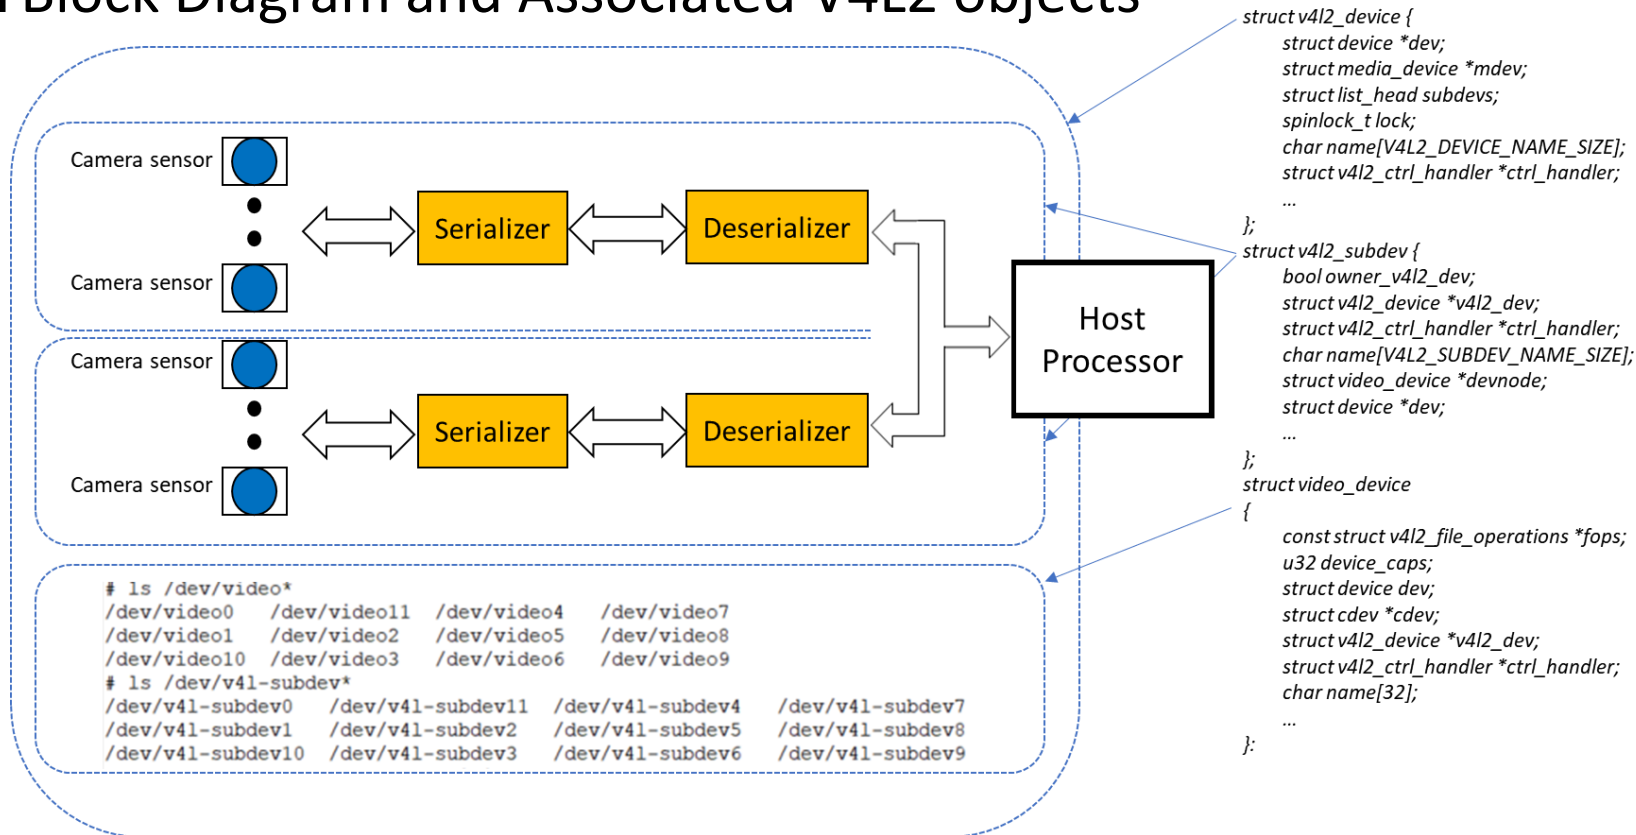 Block Diagram and Associated V4L2 objects
Camera sensor
Camera sensor
Serializer
Deserializer
Camera sensor
Camera sensor
Serializer
Deserializer
Host
Processor
# ls /dev/video*
/dev/video0 /dev/video11 /dev/video4 /dev/video7
/dev/video1 /dev/video2 /dev/video5 /dev/video8
/dev/video10 /dev/video3 /dev/video6 /dev/video9
# ls /dev/v4l-subdev*
/dev/v4l-subdev0 /dev/v4l-subdev11 /dev/v4l-subdev4 /dev/v4l-subdev7
/dev/v4l-subdev1 /dev/v4l-subdev2 /dev/v4l-subdev5 /dev/v4l-subdev8
/dev/v4l-subdev10 /dev/v4l-subdev3 /dev/v4l-subdev6 /dev/v4l-subdev9
struct v4l2_device {
struct device *dev;
struct media_device *mdev;
struct list_head subdevs;
spinlock_t lock;
char name[V4L2_DEVICE_NAME_SIZE];
struct v4l2_ctrl_handler *ctrl_handler;
...
};
struct v4l2_subdev {
bool owner_v4l2_dev;
struct v4l2_device *v4l2_dev;
struct v4l2_ctrl_handler *ctrl_handler;
char name[V4L2_SUBDEV_NAME_SIZE];
struct video_device *devnode;
struct device *dev;
...
};
struct video_device
{
const struct v4l2_file_operations *fops;
u32 device_caps;
struct device dev;
struct cdev *cdev;
struct v4l2_device *v4l2_dev;
struct v4l2_ctrl_handler *ctrl_handler;
char name[32];
...
}: